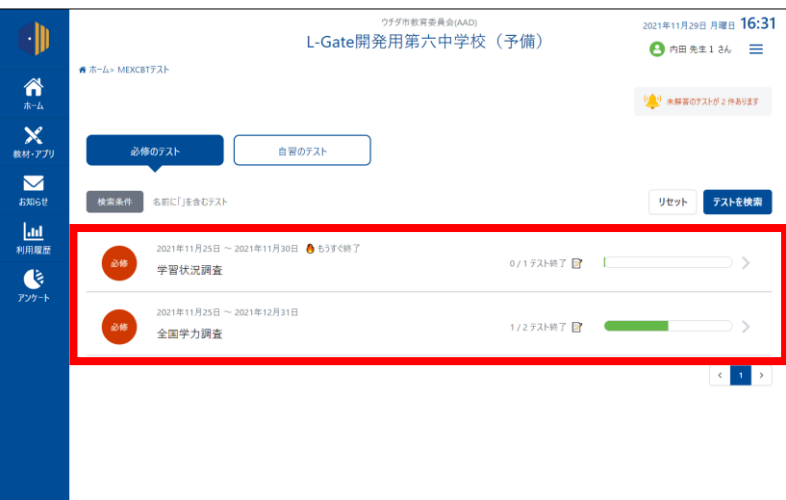 ウチダ市教育委員会(AAD)
L-Gate開発用第六中学校（予備）
2021年11月29日 月曜日 16:31
2 内田 先生1 さん
ホーム> MEXCBTテスト
未解答のテストが 2 件あります
ホーム
教材・アプリ
お知らせ
利用履歴
アンケート
必修のテスト 自習のテスト
検索条件 名前に「」を含むテスト リセット テストを検索
2021年11月25日 ～ 2021年11月30日 もうすぐ終了
必修 学習状況調査 0 / 1 テスト終了
2021年11月25日 ～ 2021年12月31日
必修 全国学力調査 1 / 2 テスト終了
< 1 >